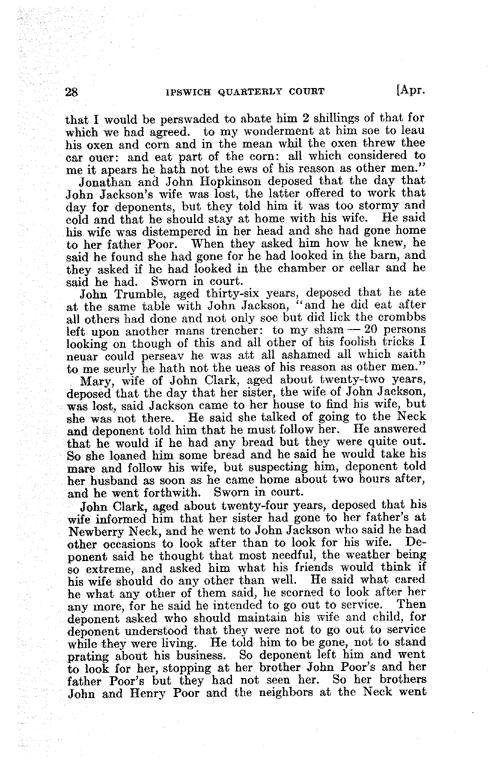 28 IPSWICH QUARTERLY COURT [Apr.
that I would be perswaded to abate him 2 shillings of that for
which we had agreed. to my wonderment at him soe to leau
his oxen and corn and in the mean whil the oxen threw thee
car ouer: and eat part of the corn: all which considered to
me it apears he hath not the ews of his reason as other men."
Jonathan and John Hopkinson deposed that the day that
John Jackson's wife was lost, the latter offered to work that
day for deponents, but they told him it was too stormy and
cold and that he should stay at home with his wife. He said
his wife was distempered in her head and she had gone home
to her father Poor. When they asked him how he knew, he
said he found she had gone for he had looked in the barn, and
they asked if he had looked in the chamber or cellar and he
said he had. Sworn in court.
John Trumble, aged thirty-six years, deposed that he ate
at the same table with John Jackson, "and he did eat after
all others had done and not only soe but did lick the crombbs
left upon another mans trencher: to my sham — 20 persons
looking on though of this and all other of his foolish tricks I
neuar could perseav he was att all ashamed all which saith
to me seurly he hath not the ueas of his reason as other men."
Mary, wife of John Clark, aged about twenty-two years,
deposed that the day that her sister, the wife of John Jackson,
was lost, said Jackson came to her house to find his wife, but
she was not there. He said she talked of going to the Neck
and deponent told him that he must follow her. He answered
that he would if he had any bread but they were quite out.
So she loaned him some bread and he said he would take his
mare and follow his wife, but suspecting him, deponent told
her husband as soon as he came home about two hours after,
and he went forthwith. Sworn in court.
John Clark, aged about twenty-four years, deposed that his
wife informed him that her sister had gone to her father's at
Newberry Neck, and he went to John Jackson who said he had
other occasions to look after than to look for his wife. De-
ponent said he thought that most needful, the weather being
so extreme, and asked him what his friends would think if
his wife should do any other than well. He said what cared
he what any other of them said, he scorned to look after her
any more, for he said he intended to go out to service. Then
deponent asked who should maintain his wife and child, for
deponent understood that they were not to go out to service
while they were living. He told him to be gone, not to stand
prating about his business. So deponent left him and went
to look for her, stopping at her brother John Poor's and her
father Poor's but they had not seen her. So her brothers
John and Henry Poor and the neighbors at the Neck went